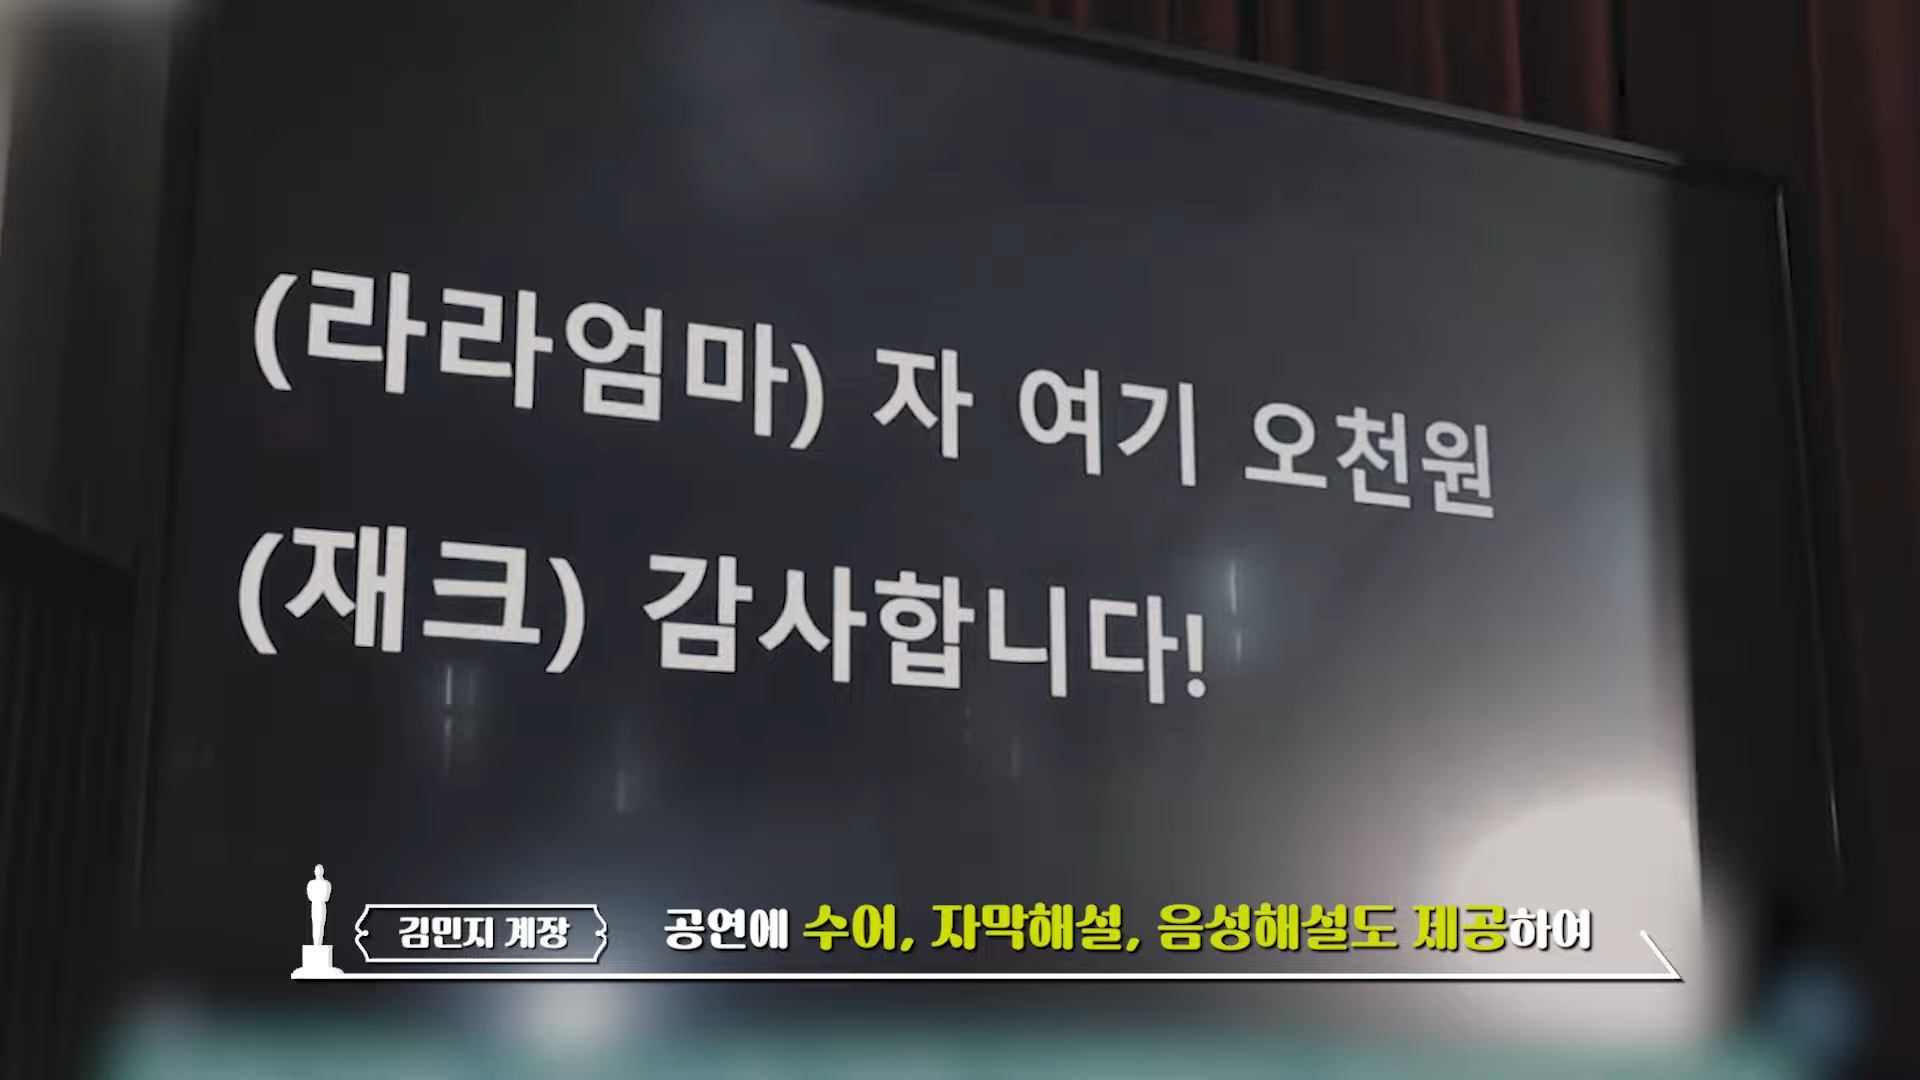 (라라엄마) 자 여기 오천원
(재크) 감사합니다!
김민지 계장 공연에 수어, 자막해설, 음성해설도 제공하여